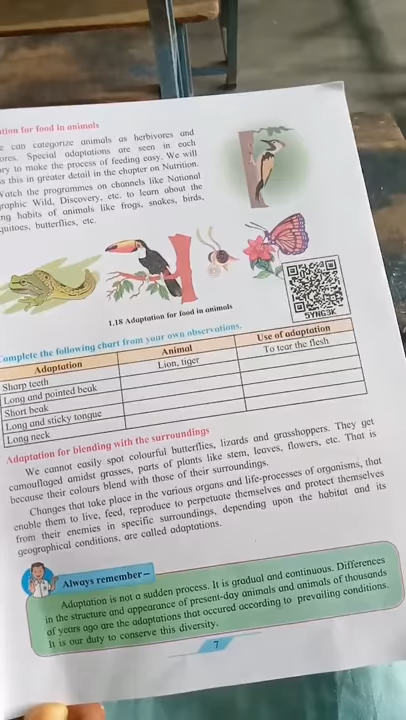 tion for food in animals
can categorize animals as herbivores and
ores. Special adaptations are seen in each
ry to make the process of feeding easy. We will
s this in greater detail in the chapter on Nutrition.
Watch the programmes on channels like National
raphic Wild, Discovery, etc. to learn about the
ng habits of animals like frogs, snakes, birds,
quitoes, butterflies, etc.
5YNG3K
1.18 Adaptation for food in animals
Complete the following chart from your own observations.
Adaptation Animal Use of adaptation
Sharp teeth Lion, tiger To tear the flesh
Long and pointed beak
Short beak
Long and sticky tongue
Long neck
Adaptation for blending with the surroundings
We cannot easily spot colourful butterflies, lizards and grasshoppers. They get
camouflaged amidst grasses, parts of plants like stem, leaves, flowers, etc. That is
because their colours blend with those of their surroundings.
Changes that take place in the various organs and life-processes of organisms, that
enable them to live, feed, reproduce to perpetuate themselves and protect themselves
from their enemies in specific surroundings, depending upon the habitat and its
geographical conditions, are called adaptations.
Always remember –
Adaptation is not a sudden process. It is gradual and continuous. Differences
in the structure and appearance of present-day animals and animals of thousands
of years ago are the adaptations that occured according to prevailing conditions.
It is our duty to conserve this diversity.
7